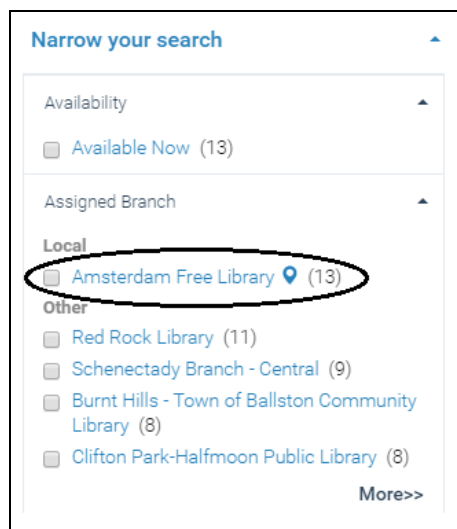 Narrow your search
Availability
Available Now (13)
Assigned Branch
Local
Amsterdam Free Library (13)
Other
Red Rock Library (11)
Schenectady Branch - Central (9)
Burnt Hills - Town of Ballston Community
Library (8)
Clifton Park-Halfmoon Public Library (8)
More>>